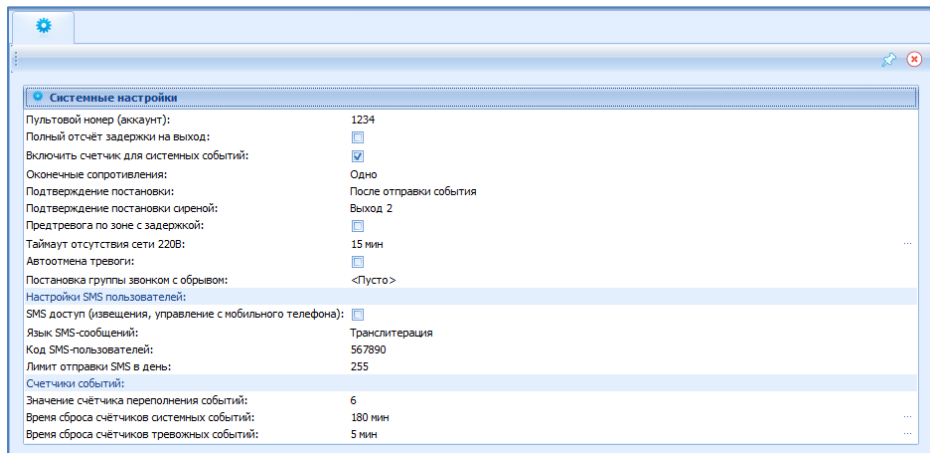 Системные настройки
Пультовой номер (аккаунт): 1234
Полный отсчёт задержки на выход:
Включить счетчик для системных событий:
Оконечные сопротивления: Одно
Подтверждение постановки: После отправки события
Подтверждение постановки сиреной: Выход 2
Предтревога по зоне с задержкой:
Таймаут отсутствия сети 220В: 15 мин ...
Автоотмена тревоги:
Постановка группы звонком с обрывом: <Пусто>
Настройки SMS пользователей:
SMS доступ (извещения, управление с мобильного телефона):
Язык SMS-сообщений: Транслитерация
Код SMS-пользователей: 567890
Лимит отправки SMS в день: 255
Счетчики событий:
Значение счётчика переполнения событий: 6
Время сброса счётчиков системных событий: 180 мин ...
Время сброса счётчиков тревожных событий: 5 мин ...